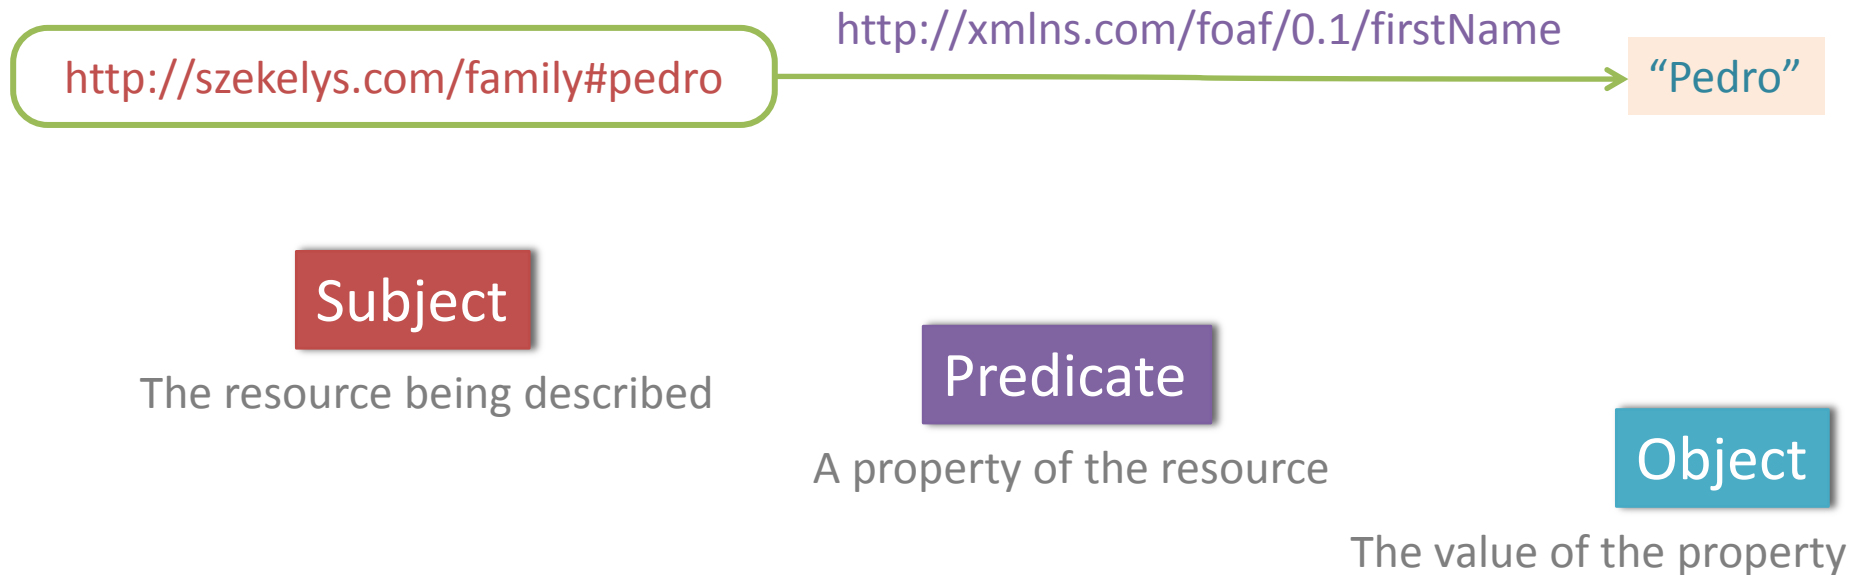 http://xmlns.com/foaf/0.1/firstName
http://szekelys.com/family#pedro
“Pedro”
Subject
The resource being described
Predicate
A property of the resource
Object
The value of the property